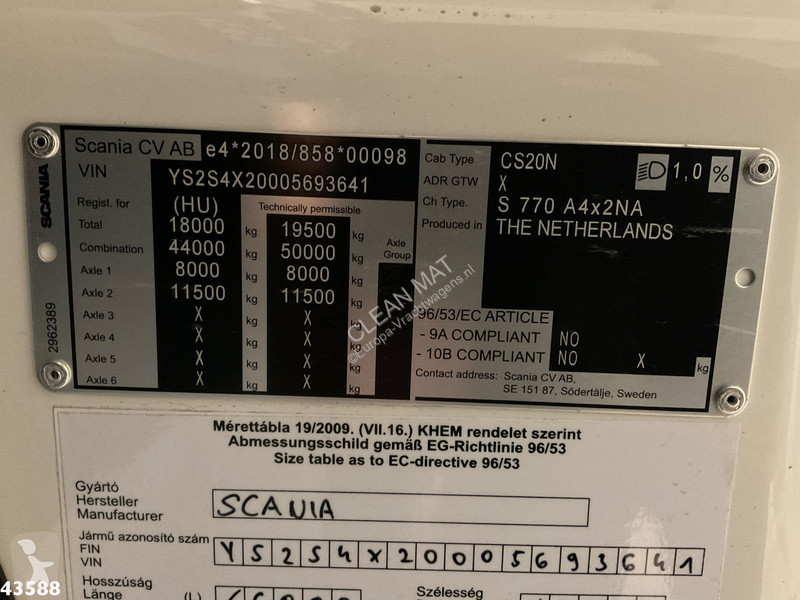 Scania CV AB e4*2018/858*00098
VIN YS2S4X20005693641
Regist. for (HU) Technically permissible
Total 18000 kg 19500 kg
Combination 44000 kg 50000 kg Axle Group
Axle 1 8000 kg 8000 kg
Axle 2 11500 kg 11500 kg
Axle 3 X kg X kg
Axle 4 X kg X kg
Axle 5 X kg X kg
Axle 6 X kg X kg
Cab Type CS20N 1,0 %
ADR GTW X
Ch Type. S 770 A4x2NA
Produced in THE NETHERLANDS
96/53/EC ARTICLE
- 9A COMPLIANT NO
- 10B COMPLIANT NO X kg
Contact address: Scania CV AB,
SE 151 87, Södertälje, Sweden
SCANIA
2962389
CLEAN MAT
©Europa-Vrachtwagens.nl
Mérettábla 19/2009. (VII.16.) KHEM rendelet szerint
Abmessungsschild gemäß EG-Richtlinie 96/53
Size table as to EC-directive 96/53
Gyártó
Hersteller
Manufacturer
SCANIA
Jármű azonosító szám
FIN
VIN
YS2S4X20005693641
Hosszúság
Länge (L)
Szélesség
43588